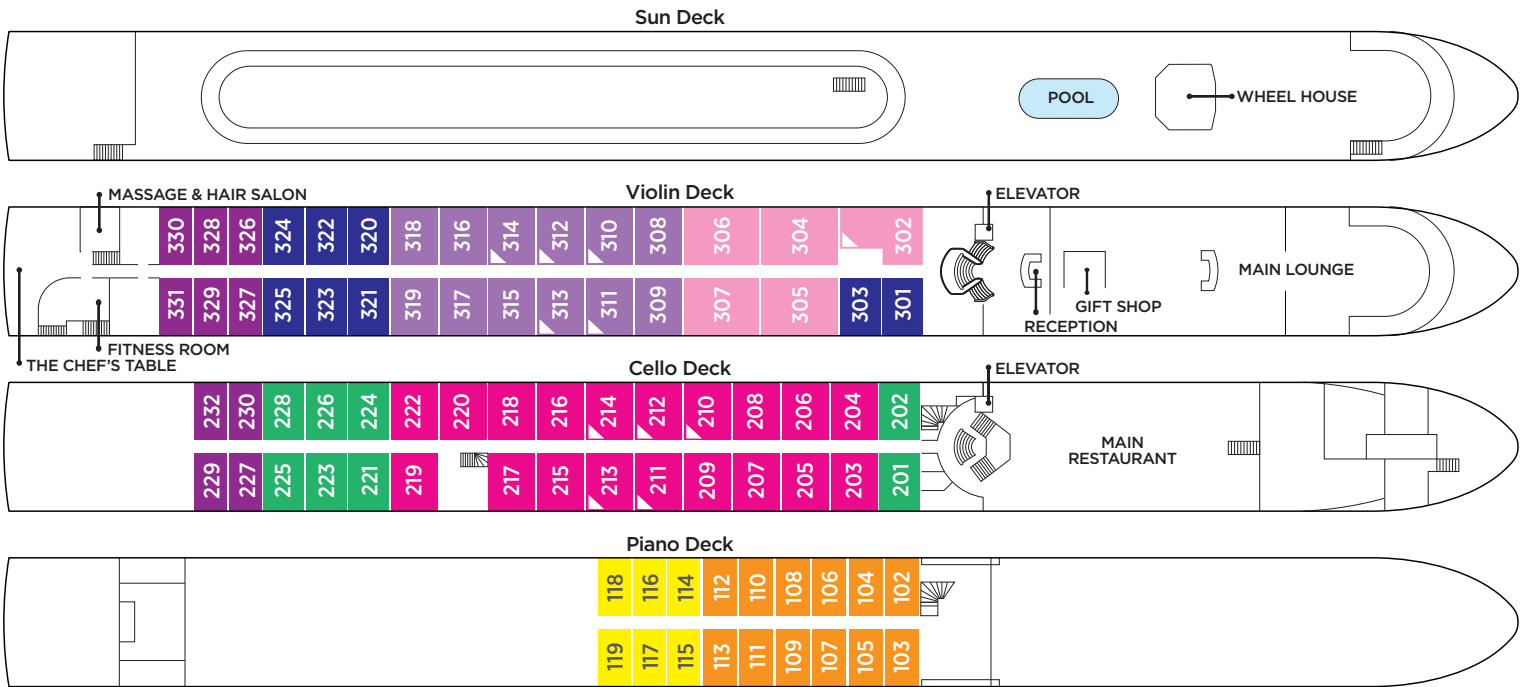 Sun Deck
POOL
WHEEL HOUSE
Violin Deck
MASSAGE & HAIR SALON
ELEVATOR
330 328 326 324 322 320 318 316 314 312 310 308 306 304 302
MAIN LOUNGE
331 329 327 325 323 321 319 317 315 313 311 309 307 305 303 301
GIFT SHOP
RECEPTION
FITNESS ROOM
THE CHEF'S TABLE
Cello Deck
ELEVATOR
232 230 228 226 224 222 220 218 216 214 212 210 208 206 204 202
MAIN
RESTAURANT
229 227 225 223 221 219 217 215 213 211 209 207 205 203 201
Piano Deck
118 116 114 112 110 108 106 104 102
119 117 115 113 111 109 107 105 103